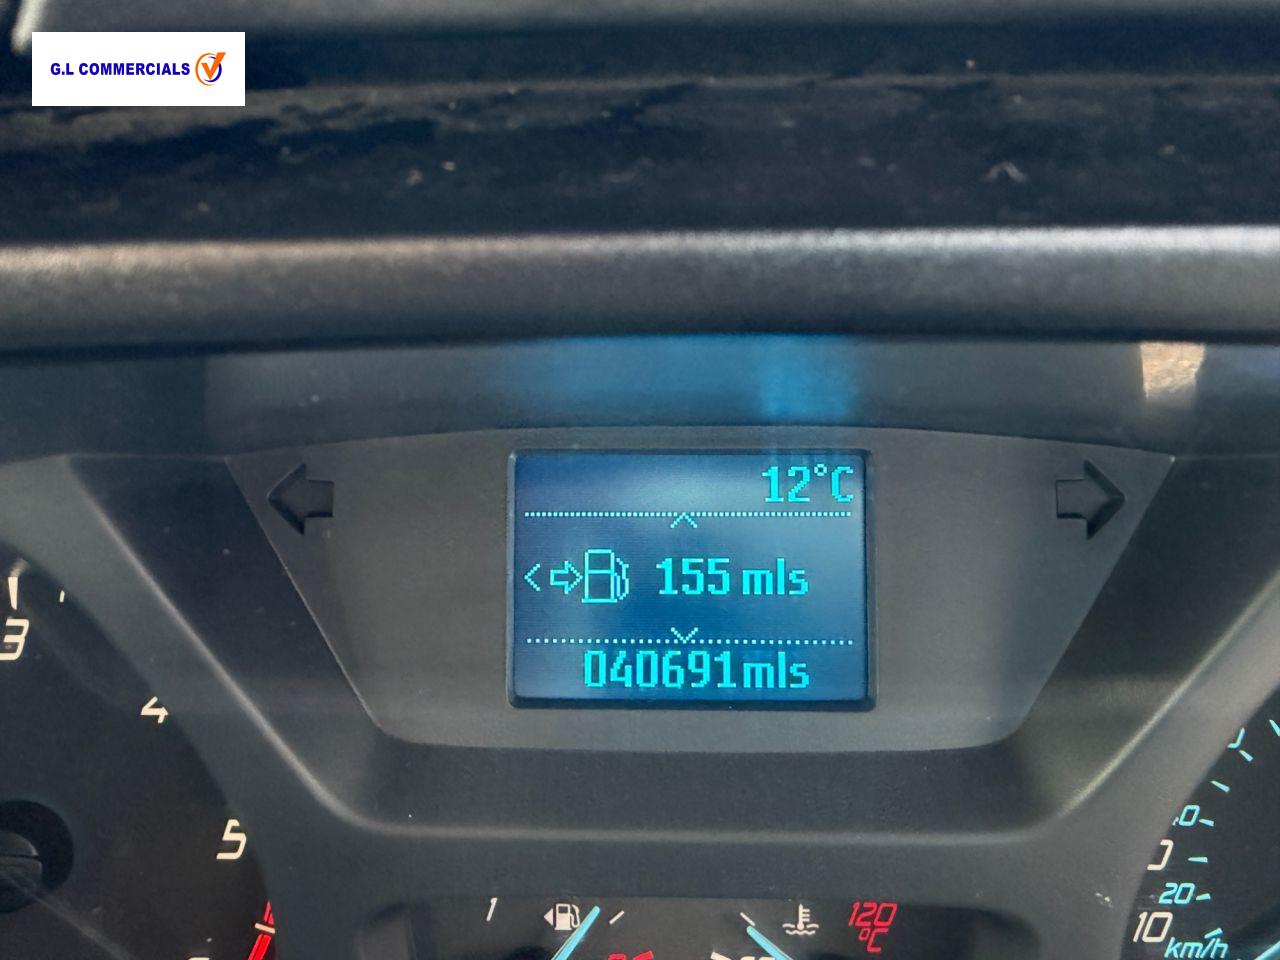 G.L COMMERCIALS
12°C
< 155 mls
040691mls
3
4
5
1
120
°C
20
10
km/h